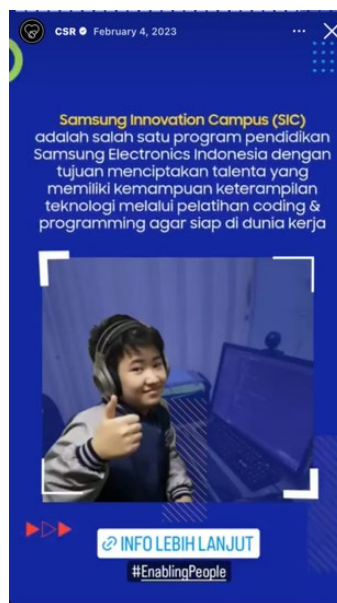 CSR February 4, 2023
Samsung Innovation Campus (SIC)
adalah salah satu program pendidikan
Samsung Electronics Indonesia dengan
tujuan menciptakan talenta yang
memiliki kemampuan keterampilan
teknologi melalui pelatihan coding &
programming agar siap di dunia kerja
INFO LEBIH LANJUT
#EnablingPeople